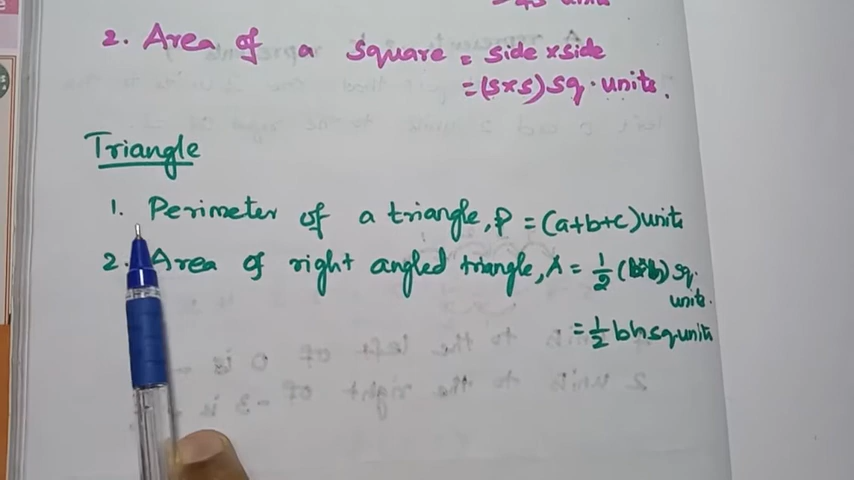 2. Area of a square = side × side
= (s×s) sq. units.
Triangle
1. Perimeter of a triangle, P = (a+b+c) units
2. Area of right angled triangle, A = 1/2 (b×h) sq.
units.
= 1/2 bh sq units